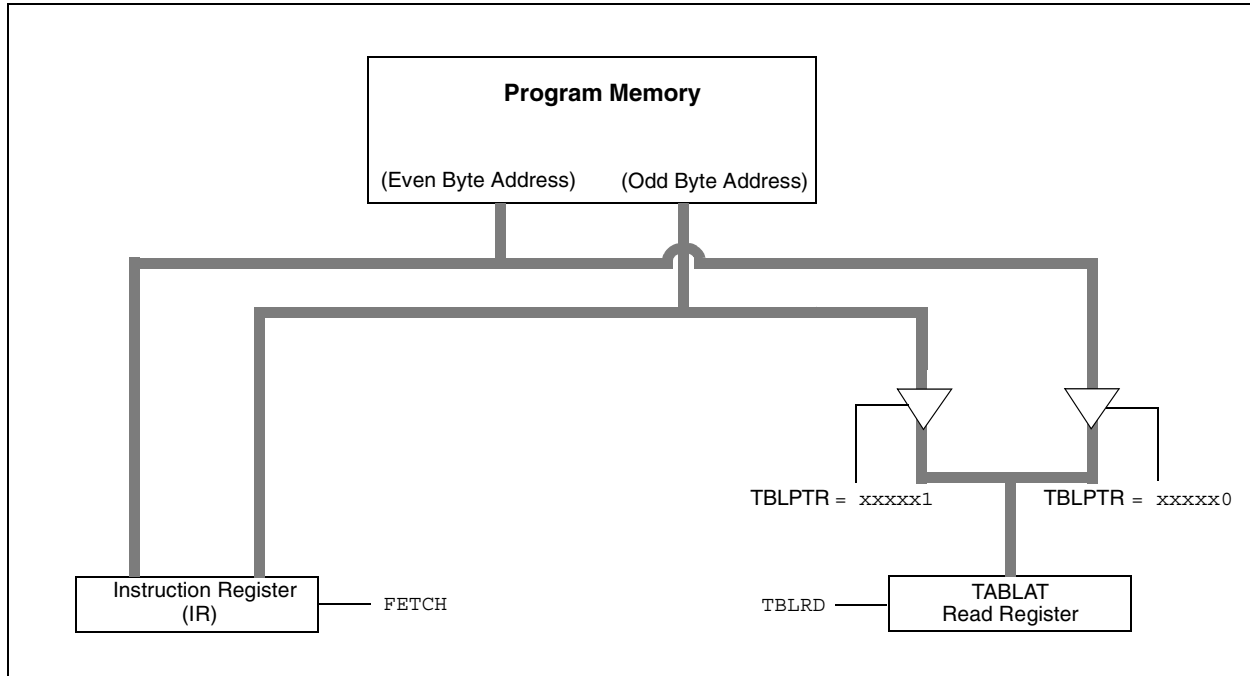 Program Memory
(Even Byte Address) (Odd Byte Address)
TBLPTR = xxxxx1 TBLPTR = xxxxx0
Instruction Register
(IR)
FETCH
TBLRD
TABLAT
Read Register